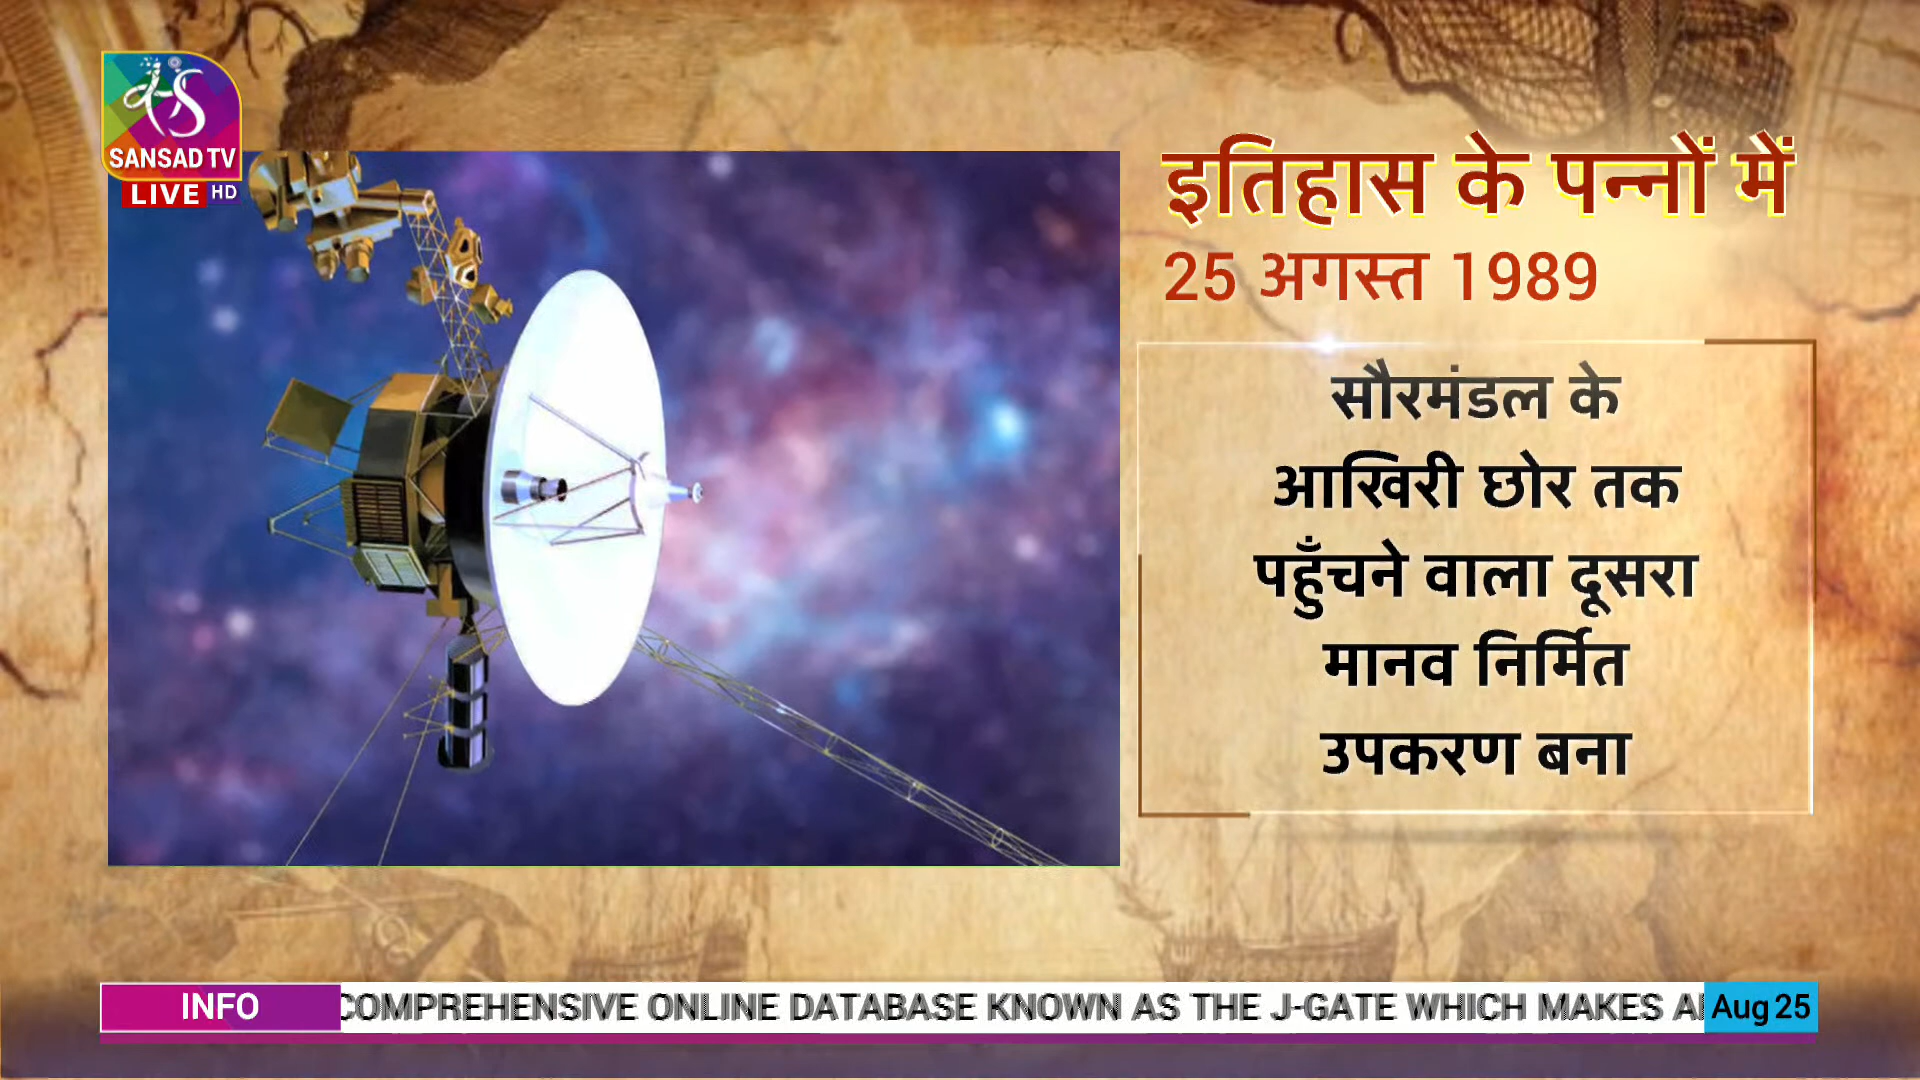 SANSAD TV
LIVE HD
इतिहास के पन्नों में
25 अगस्त 1989
सौरमंडल के
आखिरी छोर तक
पहुँचने वाला दूसरा
मानव निर्मित
उपकरण बना
INFO COMPREHENSIVE ONLINE DATABASE KNOWN AS THE J-GATE WHICH MAKES Aug 25